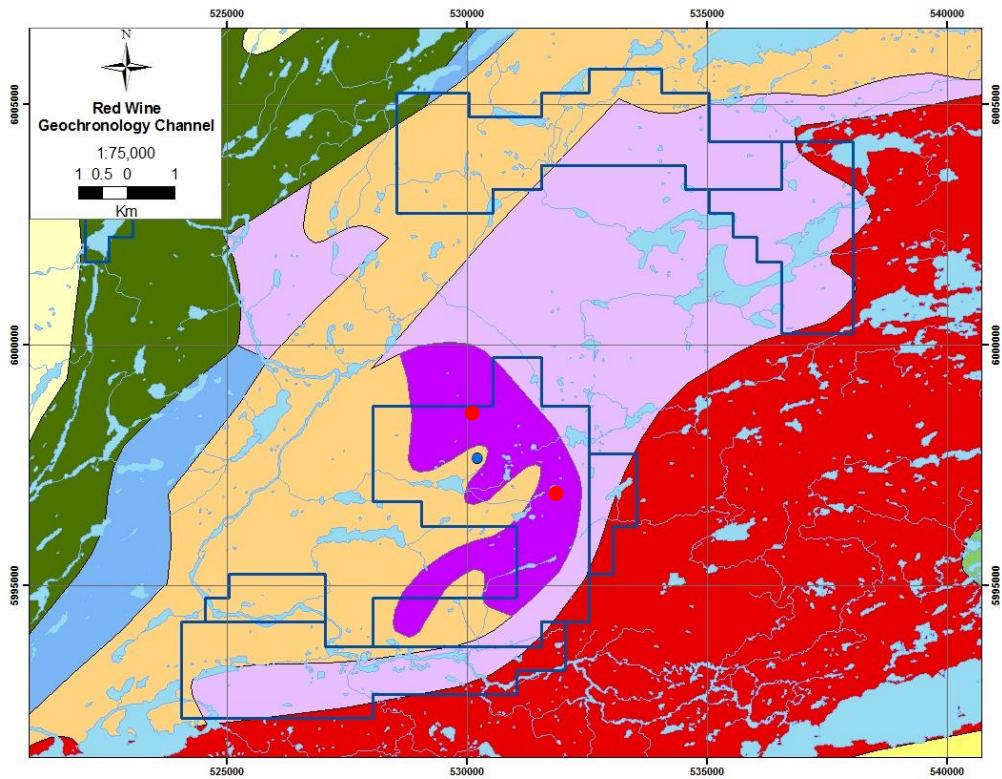 525000 530000 535000 540000
N
Red Wine
Geochronology Channel
1:75,000
1 0.5 0 1
Km
6005000 6005000
6000000 6000000
5995000 5995000
525000 530000 535000 540000